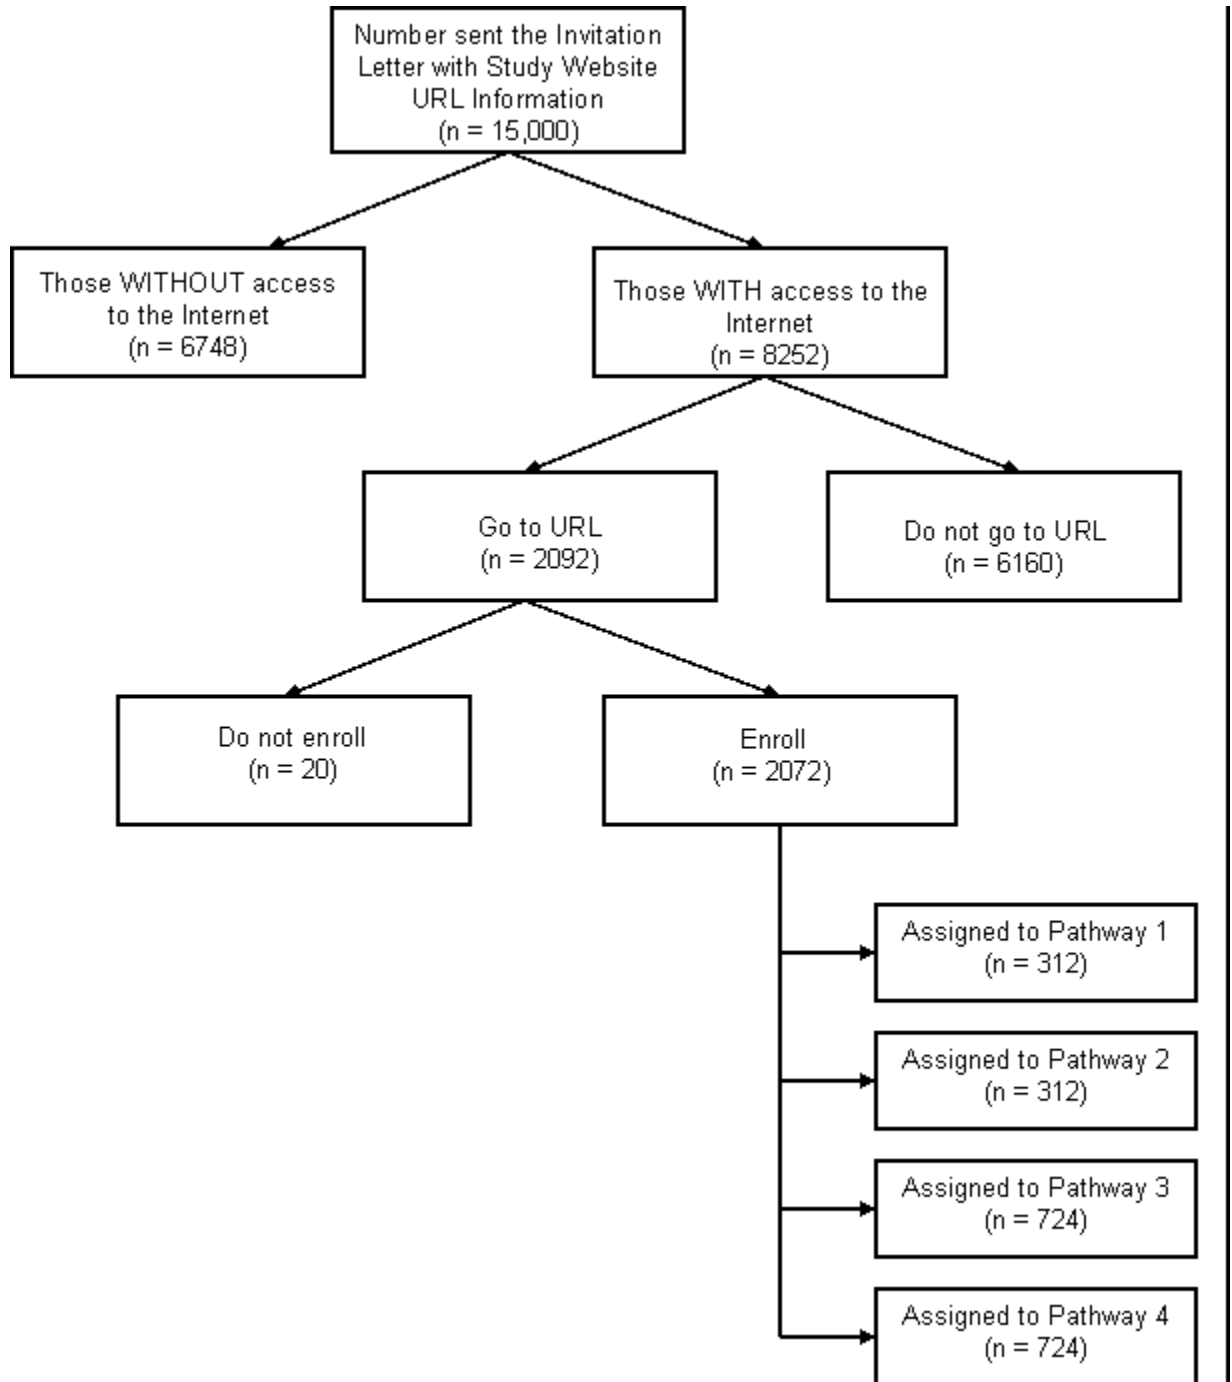 Number sent the Invitation
Letter with Study Website
URL Information
(n = 15,000)
Those WITHOUT access
to the Internet
(n = 6748)
Those WITH access to the
Internet
(n = 8252)
Go to URL
(n = 2092)
Do not go to URL
(n = 6160)
Do not enroll
(n = 20)
Enroll
(n = 2072)
Assigned to Pathway 1
(n = 312)
Assigned to Pathway 2
(n = 312)
Assigned to Pathway 3
(n = 724)
Assigned to Pathway 4
(n = 724)